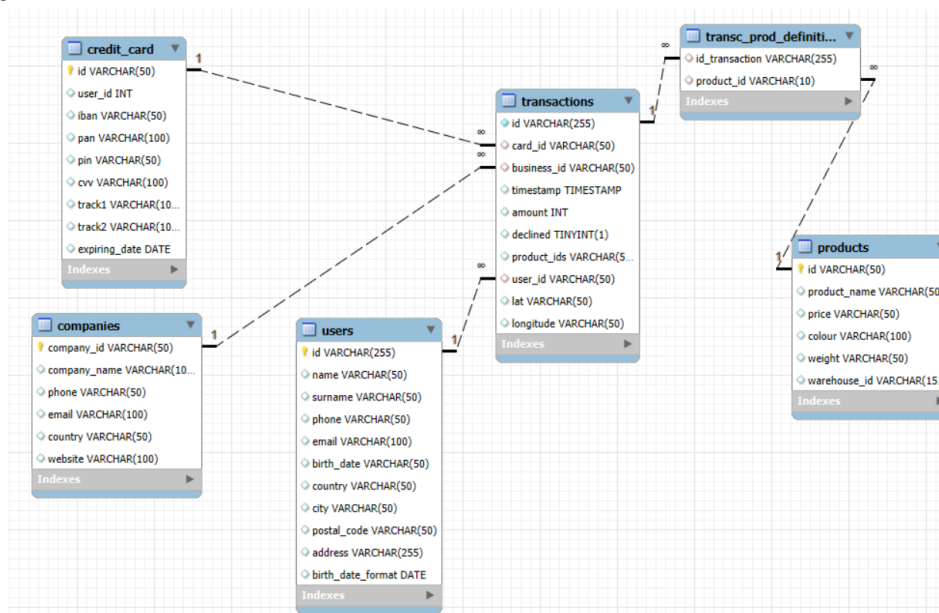 credit_card
id VARCHAR(50)
user_id INT
iban VARCHAR(50)
pan VARCHAR(100)
pin VARCHAR(50)
cvv VARCHAR(100)
track1 VARCHAR(10...
track2 VARCHAR(10...
expiring_date DATE
Indexes
1
∞
∞
∞
transactions
id VARCHAR(255)
card_id VARCHAR(50)
business_id VARCHAR(50)
timestamp TIMESTAMP
amount INT
declined TINYINT(1)
product_ids VARCHAR(5...
user_id VARCHAR(50)
lat VARCHAR(50)
longitude VARCHAR(50)
Indexes
1
∞
transc_prod_definiti...
id_transaction VARCHAR(255)
product_id VARCHAR(10)
Indexes
∞
1
products
id VARCHAR(50)
product_name VARCHAR(50
price VARCHAR(50)
colour VARCHAR(100)
weight VARCHAR(50)
warehouse_id VARCHAR(15.
Indexes
companies
company_id VARCHAR(50)
company_name VARCHAR(10...
phone VARCHAR(50)
email VARCHAR(100)
country VARCHAR(50)
website VARCHAR(100)
Indexes
1
users
id VARCHAR(255)
name VARCHAR(50)
surname VARCHAR(50)
phone VARCHAR(50)
email VARCHAR(100)
birth_date VARCHAR(50)
country VARCHAR(50)
city VARCHAR(50)
postal_code VARCHAR(50)
address VARCHAR(255)
birth_date_format DATE
Indexes
1